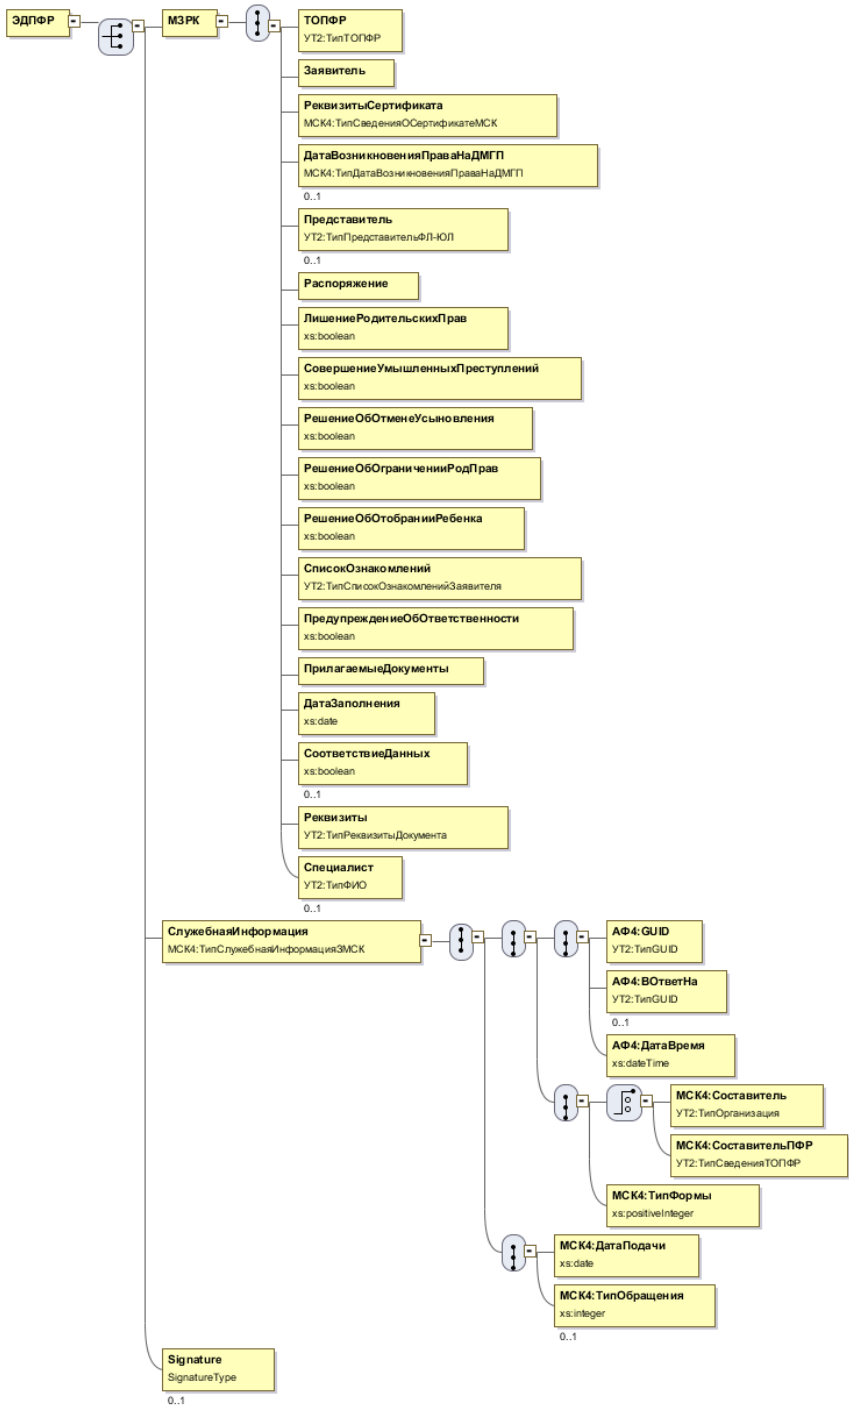 ЭДПФР
МЗРК
ТОПФР
УТ2:ТипТОПФР
Заявитель
РеквизитыСертификата
МСК4:ТипСведенияОСертификатеМСК
ДатаВозникновенияПраваНаДМГП
МСК4:ТипДатаВозникновенияПраваНаДМГП
0..1
Представитель
УТ2:ТипПредставительФЛ-ЮЛ
0..1
Распоряжение
ЛишениеРодительскихПрав
xs:boolean
СовершениеУмышленныхПреступлений
xs:boolean
РешениеОбОтменеУсыновления
xs:boolean
РешениеОбОграниченииРодПрав
xs:boolean
РешениеОбОтобранииРебенка
xs:boolean
СписокОзнакомлений
УТ2:ТипСписокОзнакомленийЗаявителя
ПредупреждениеОбОтветственности
xs:boolean
ПрилагаемыеДокументы
ДатаЗаполнения
xs:date
СоответствиеДанных
xs:boolean
0..1
Реквизиты
УТ2:ТипРеквизитыДокумента
Специалист
УТ2:ТипФИО
0..1
СлужебнаяИнформация
МСК4:ТипСлужебнаяИнформацияЗМСК
АФ4:GUID
УТ2:ТипGUID
АФ4:ВОтветНа
УТ2:ТипGUID
0..1
АФ4:ДатаВремя
xs:dateTime
МСК4:Составитель
УТ2:ТипОрганизация
МСК4:СоставительПФР
УТ2:ТипСведенияТОПФР
МСК4:ТипФормы
xs:positiveInteger
МСК4:ДатаПодачи
xs:date
МСК4:ТипОбращения
xs:integer
0..1
Signature
SignatureType
0..1